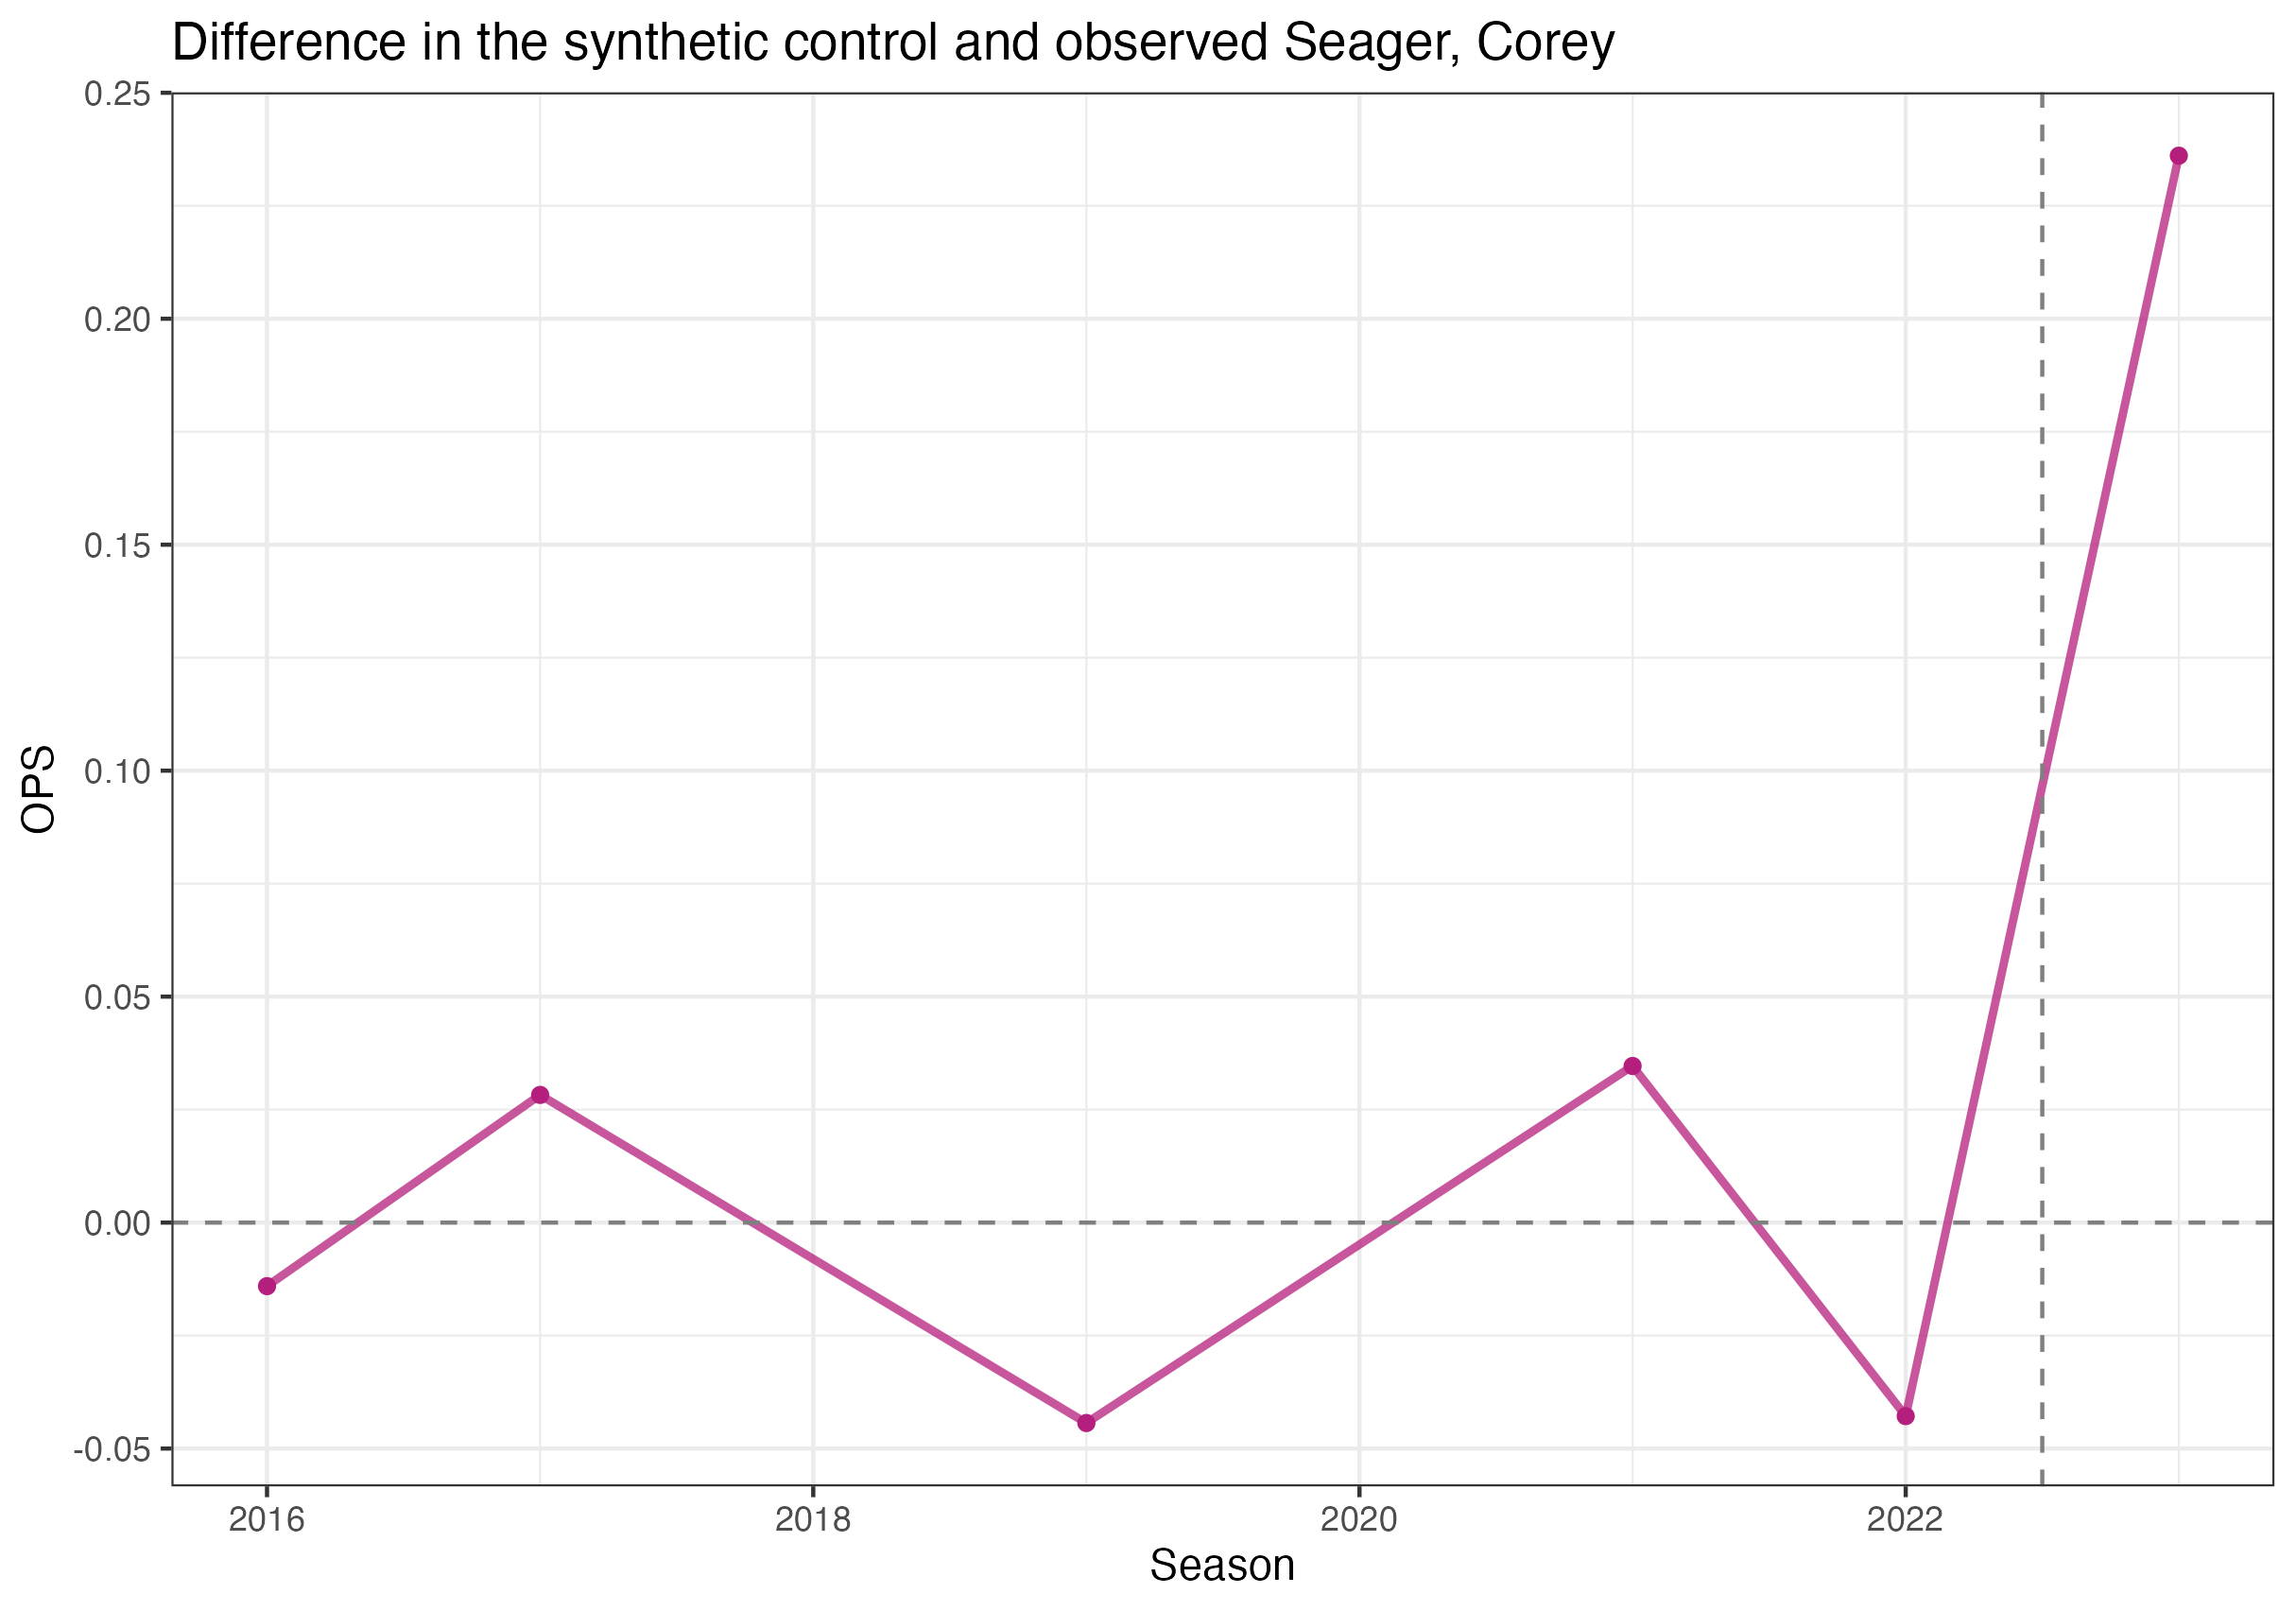 Difference in the synthetic control and observed Seager, Corey
0.25
0.20
0.15
0.10
0.05
0.00
-0.05
OPS
2016 2018 2020 2022
Season